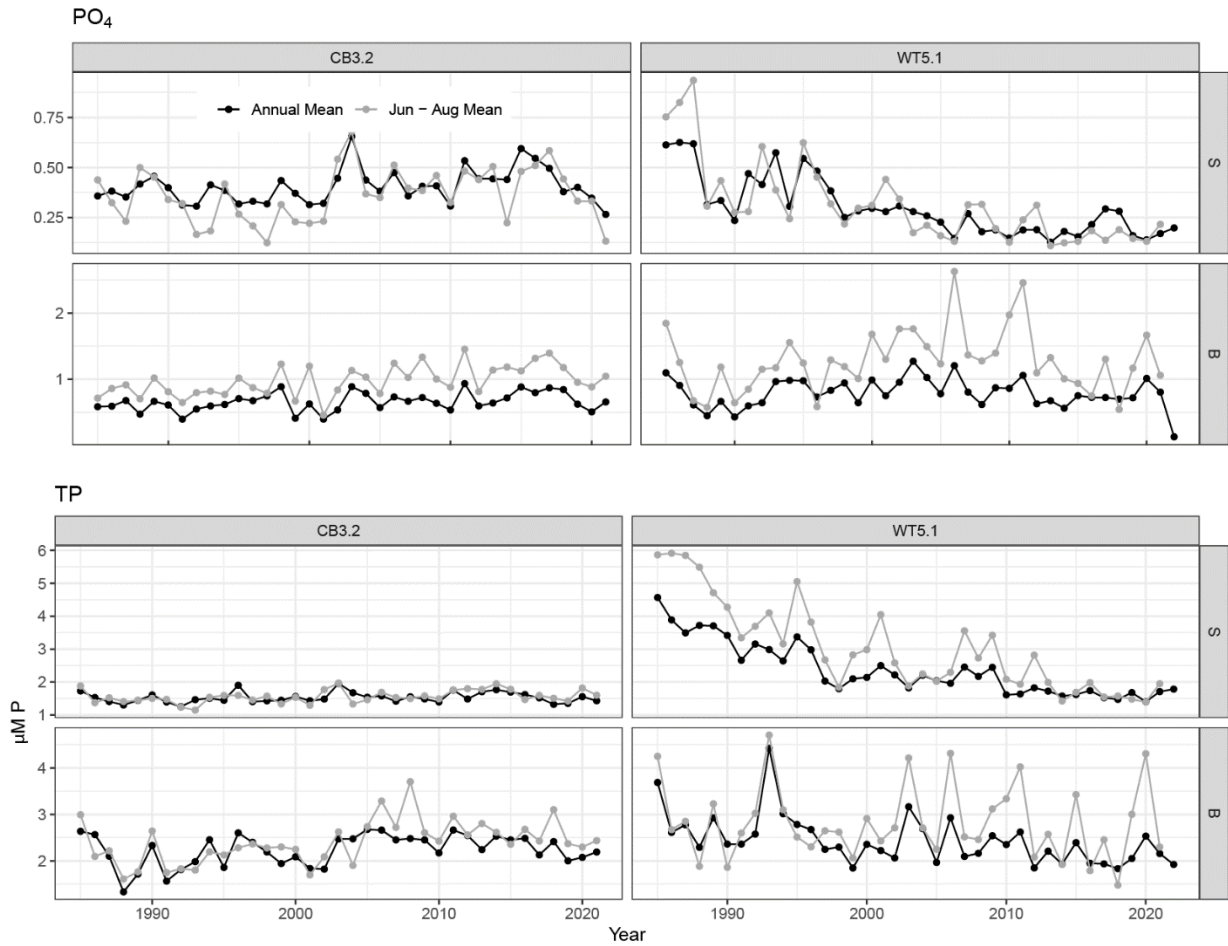 PO4
CB3.2 WT5.1
Annual Mean Jun − Aug Mean
0.75
0.50
0.25
S
2
1
B
TP
CB3.2 WT5.1
6
5
4
3
2
1
S
4
3
2
B
µM P
1990 2000 2010 2020 1990 2000 2010 2020
Year